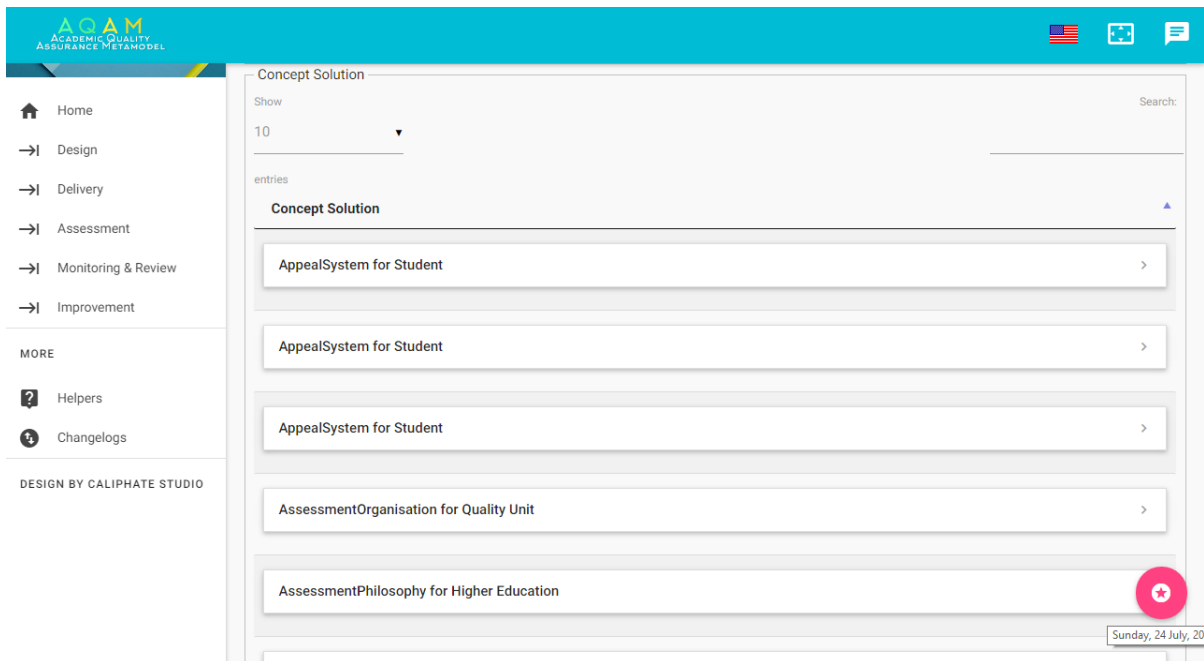 AQAM
ACADEMIC QUALITY
ASSURANCE METAMODEL
Home
Design
Delivery
Assessment
Monitoring & Review
Improvement
MORE
Helpers
Changelogs
DESIGN BY CALIPHATE STUDIO
Concept Solution
Show
Search:
10
entries
Concept Solution
AppealSystem for Student
AppealSystem for Student
AppealSystem for Student
AssessmentOrganisation for Quality Unit
AssessmentPhilosophy for Higher Education
Sunday, 24 July, 20